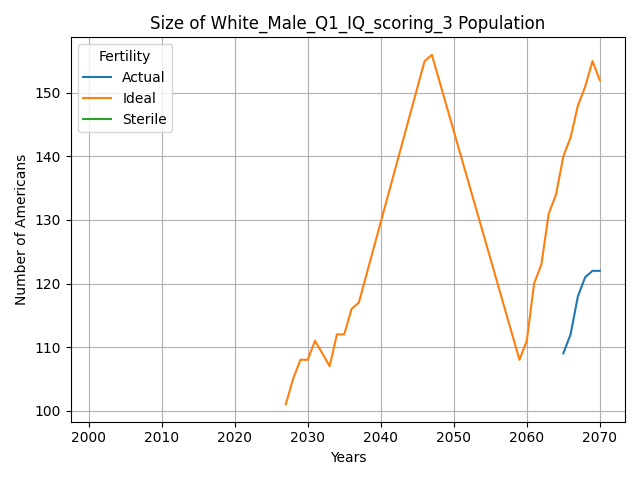 Size of White_Male_Q1_IQ_scoring_3 Population
Fertility
Actual
Ideal
Sterile
Number of Americans
150
140
130
120
110
100
2000 2010 2020 2030 2040 2050 2060 2070
Years